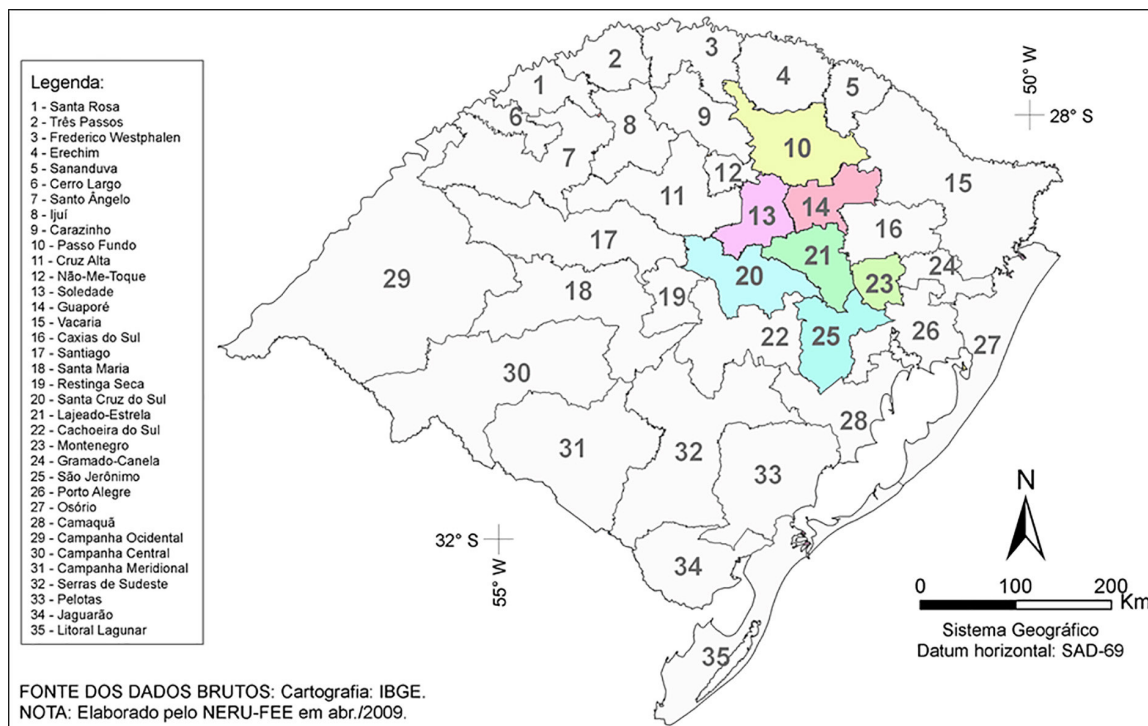 Legenda:
1 - Santa Rosa
2 - Três Passos
3 - Frederico Westphalen
4 - Erechim
5 - Sananduva
6 - Cerro Largo
7 - Santo Ângelo
8 - Ijuí
9 - Carazinho
10 - Passo Fundo
11 - Cruz Alta
12 - Não-Me-Toque
13 - Soledade
14 - Guaporé
15 - Vacaria
16 - Caxias do Sul
17 - Santiago
18 - Santa Maria
19 - Restinga Seca
20 - Santa Cruz do Sul
21 - Lajeado-Estrela
22 - Cachoeira do Sul
23 - Montenegro
24 - Gramado-Canela
25 - São Jerônimo
26 - Porto Alegre
27 - Osório
28 - Camaquã
29 - Campanha Ocidental
30 - Campanha Central
31 - Campanha Meridional
32 - Serras de Sudeste
33 - Pelotas
34 - Jaguarão
35 - Litoral Lagunar
1
2
3
4
5
6
7
8
9
10
11
12
13
14
15
16
17
18
19
20
21
22
23
24
25
26
27
28
29
30
31
32
33
34
35
50° W
28° S
32° S
55° W
N
0 100 200
Km
Sistema Geográfico
Datum horizontal: SAD-69
FONTE DOS DADOS BRUTOS: Cartografia: IBGE.
NOTA: Elaborado pelo NERU-FEE em abr./2009.